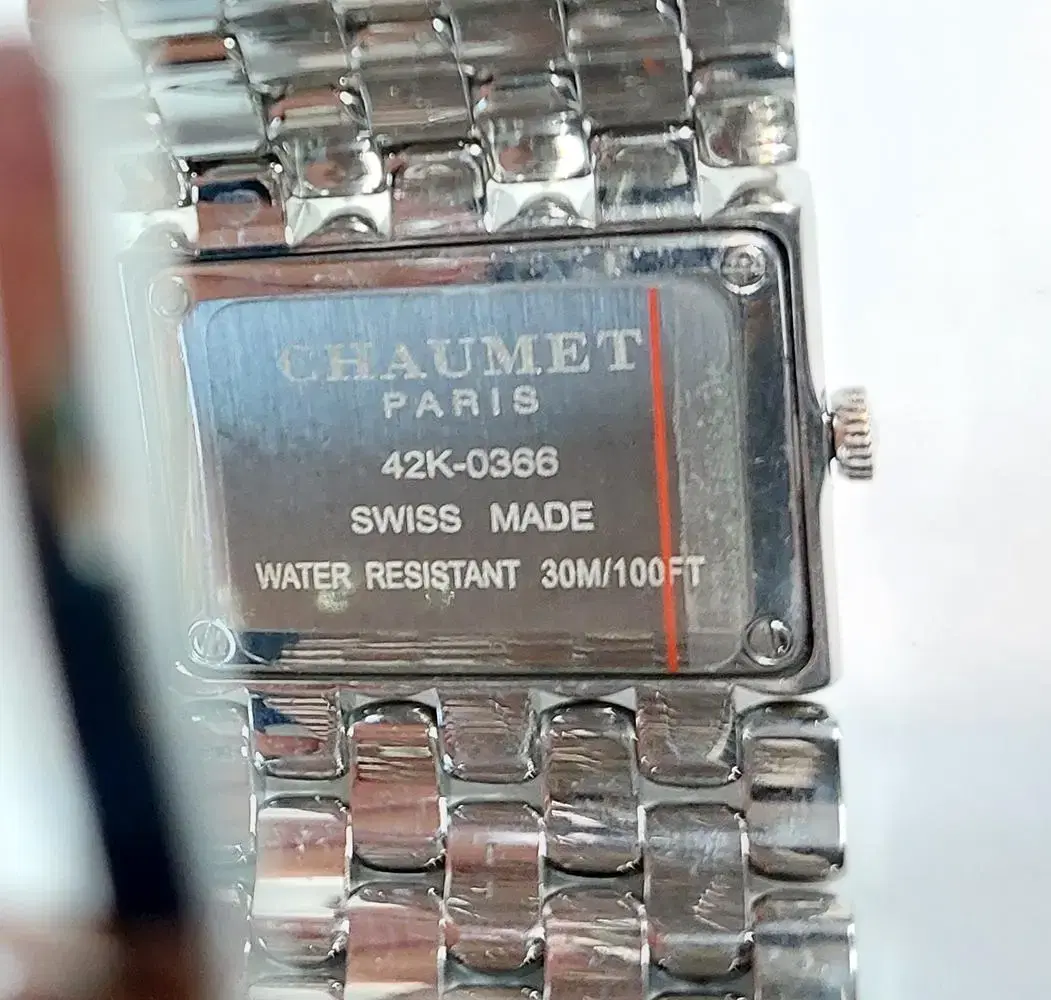 CHAUMET
PARIS
42K-0366
SWISS MADE
WATER RESISTANT 30M/100FT